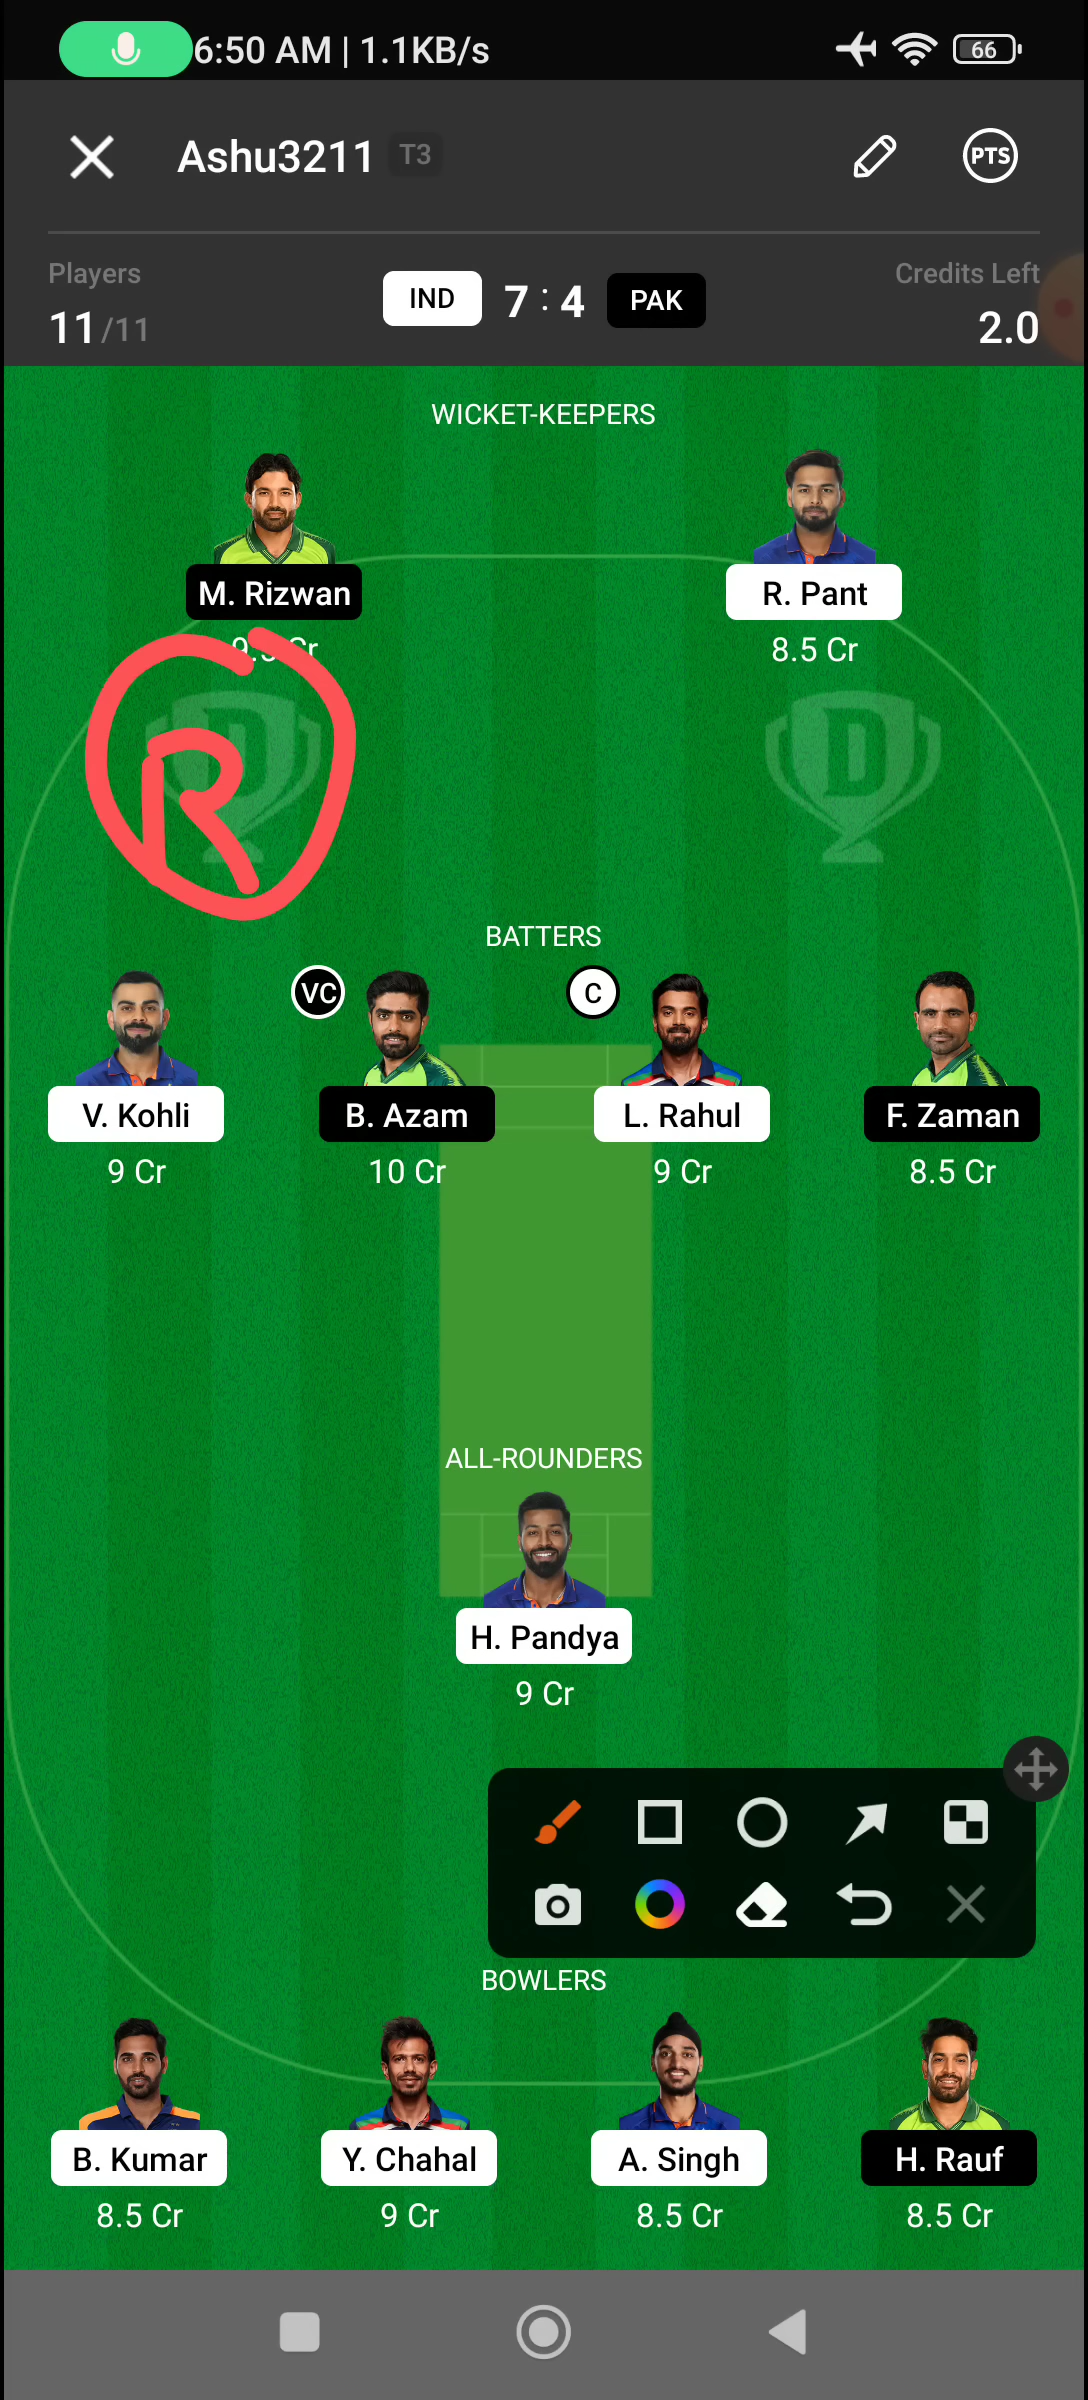 6:50 AM | 1.1KB/s 66
Ashu3211 T3 PTS
Players Credits Left
11/11 IND 7 : 4 PAK 2.0
WICKET-KEEPERS
M. Rizwan R. Pant
8.5 Cr
R
D D
BATTERS
VC C
V. Kohli B. Azam L. Rahul F. Zaman
9 Cr 10 Cr 9 Cr 8.5 Cr
ALL-ROUNDERS
H. Pandya
9 Cr
BOWLERS
B. Kumar Y. Chahal A. Singh H. Rauf
8.5 Cr 9 Cr 8.5 Cr 8.5 Cr